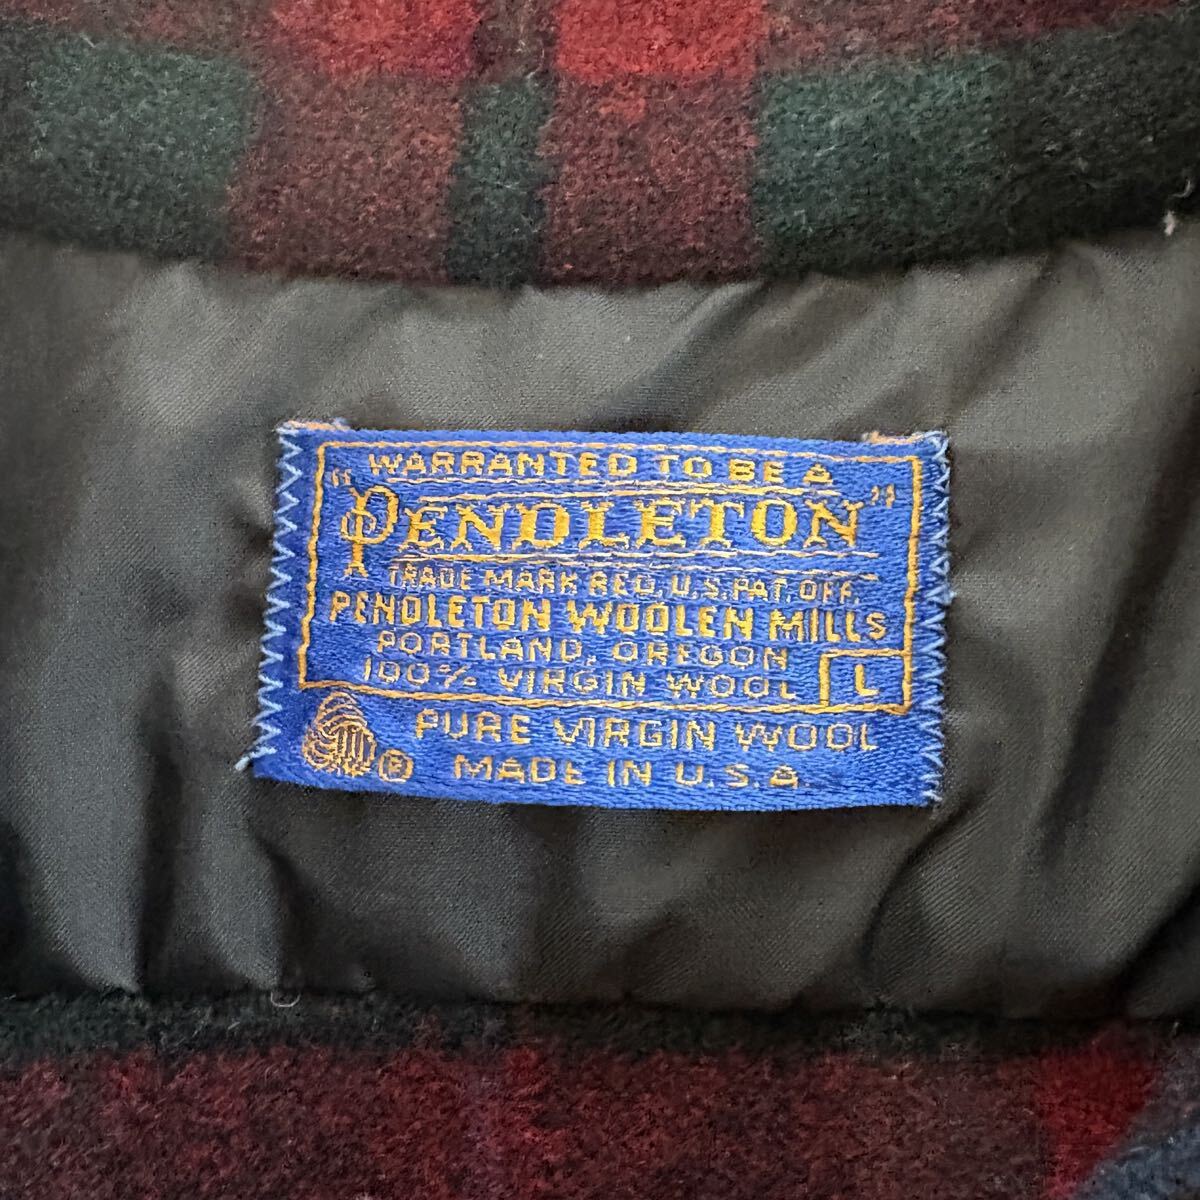 WARRANTED TO BE A
"PENDLETON"
TRADE MARK REG. U.S. PAT. OFF.
PENDLETON WOOLEN MILLS
PORTLAND, OREGON
100% VIRGIN WOOL L
PURE VIRGIN WOOL
® MADE IN U.S.A.